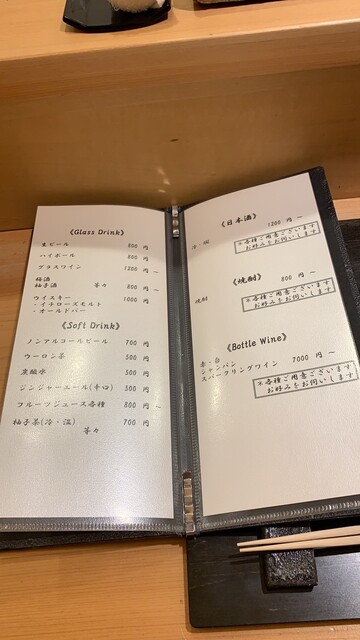 《Glass Drink》
生ビール 800 円
ハイボール 800 円
グラスワイン 1200 円 ～
梅酒
柚子酒 等々 800 円 ～
ウイスキー 1000 円
・イチローズモルト
・オールドパー
《Soft Drink》
ノンアルコールビール 700 円
ウーロン茶 500 円
炭酸水 500 円
ジンジャーエール(辛口) 500 円
フルーツジュース各種 800 円 ～
柚子茶(冷・温) 700 円
等々
《日本酒》
1200 円 ～
※各種ご用意ございます
お好みをお伺いします
《焼酎》
焼酎 800 円 ～
※各種ご用意ございます
お好みをお伺いします
《Bottle Wine》
赤・白
シャンパン
スパークリングワイン 7000 円 ～
※各種ご用意ございます
お好みをお伺いします